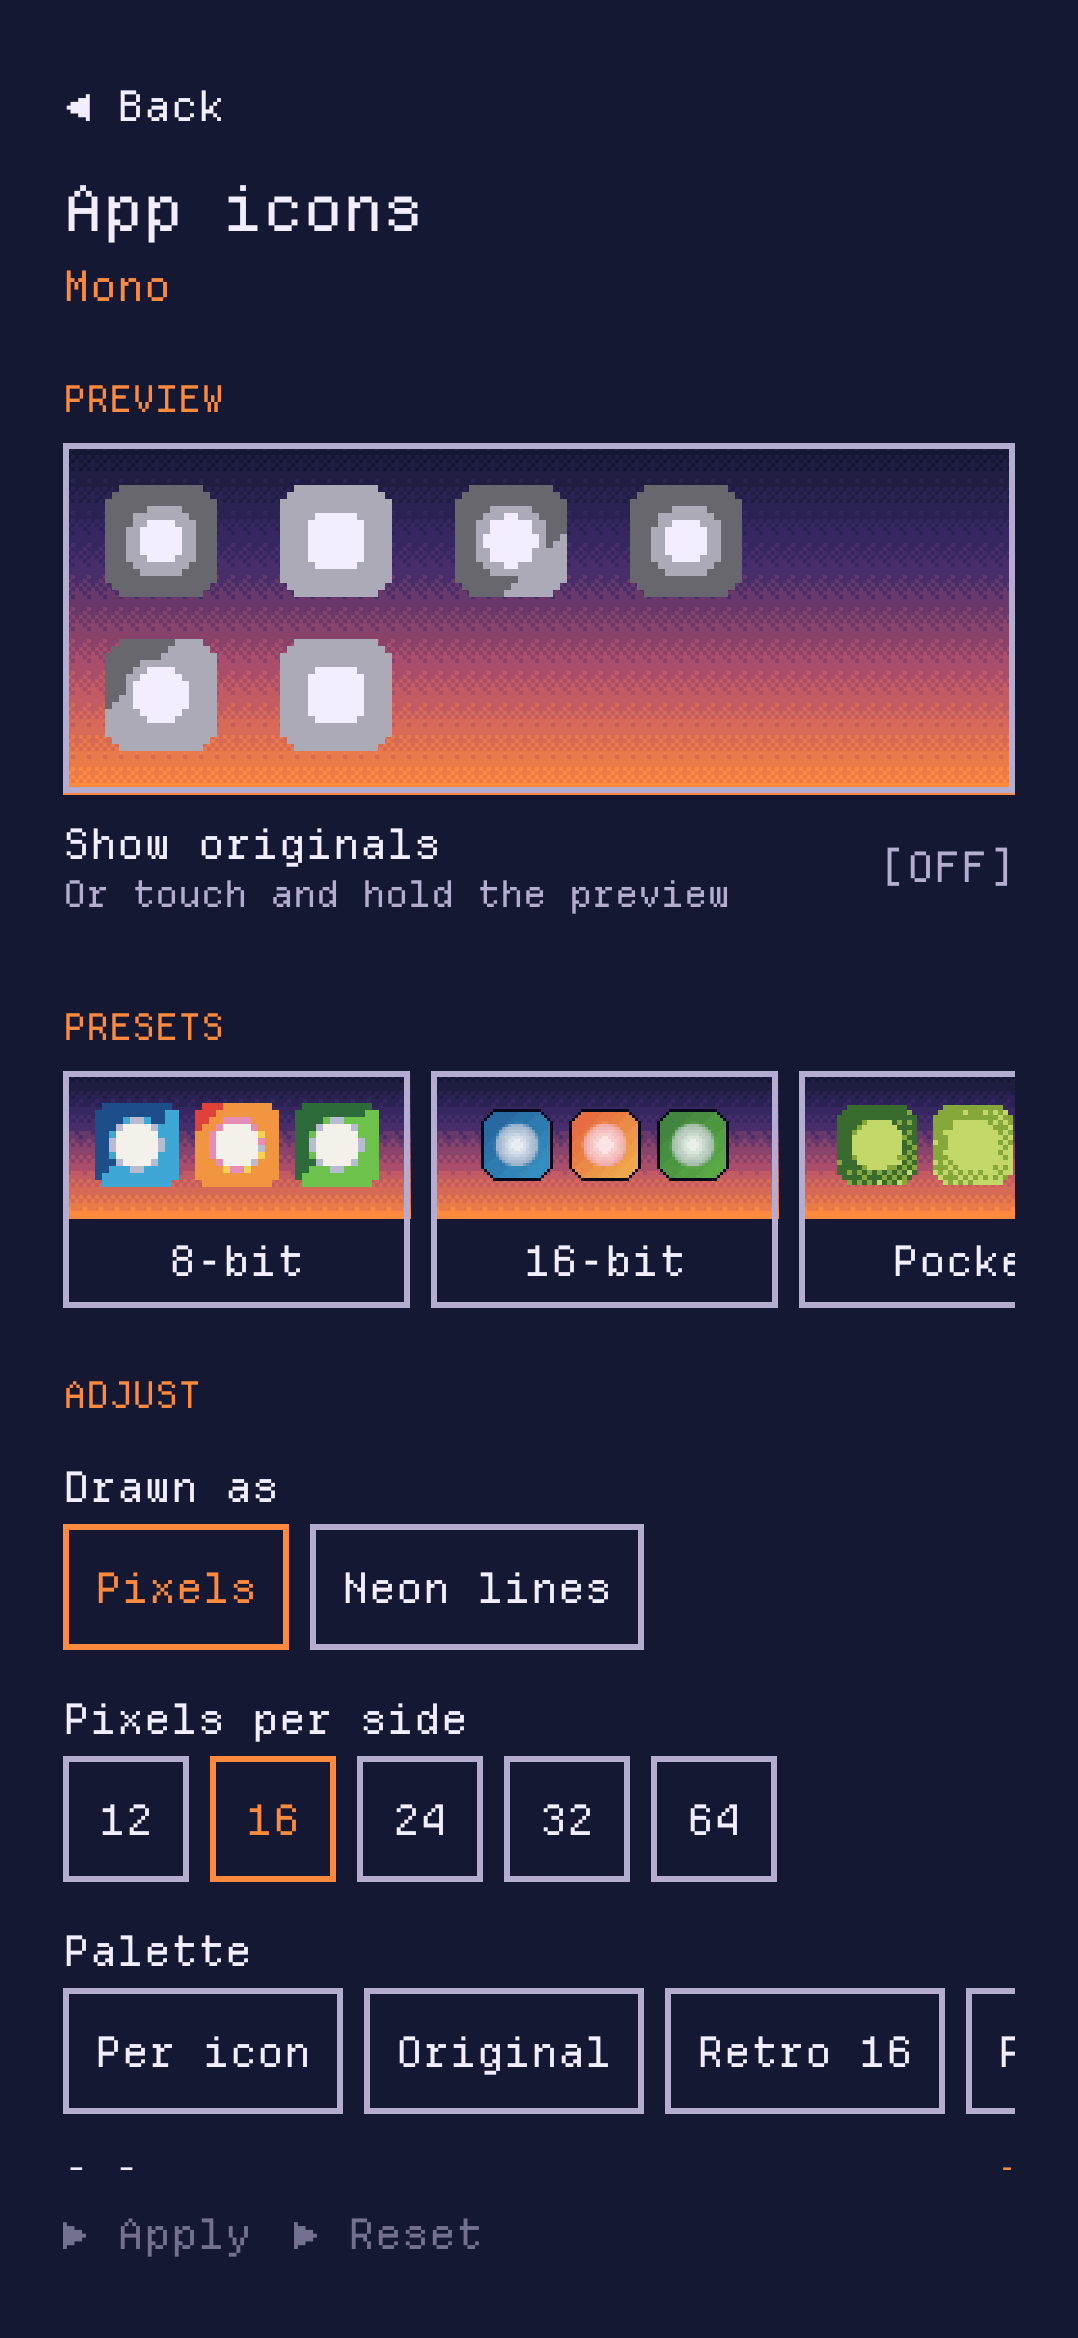 Back
App icons
Mono
PREVIEW
Show originals
[OFF]
Or touch and hold the preview
PRESETS
8-bit
16-bit
Pocke
ADJUST
Drawn as
Pixels
Neon lines
Pixels per side
12
16
24
32
64
Palette
Per icon
Original
Retro 16
Apply
Reset